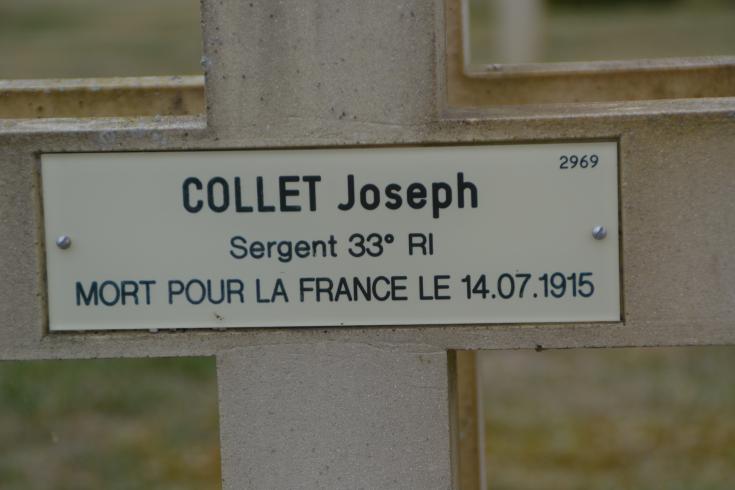 2969
COLLET Joseph
Sergent 33° RI
MORT POUR LA FRANCE LE 14.07.1915